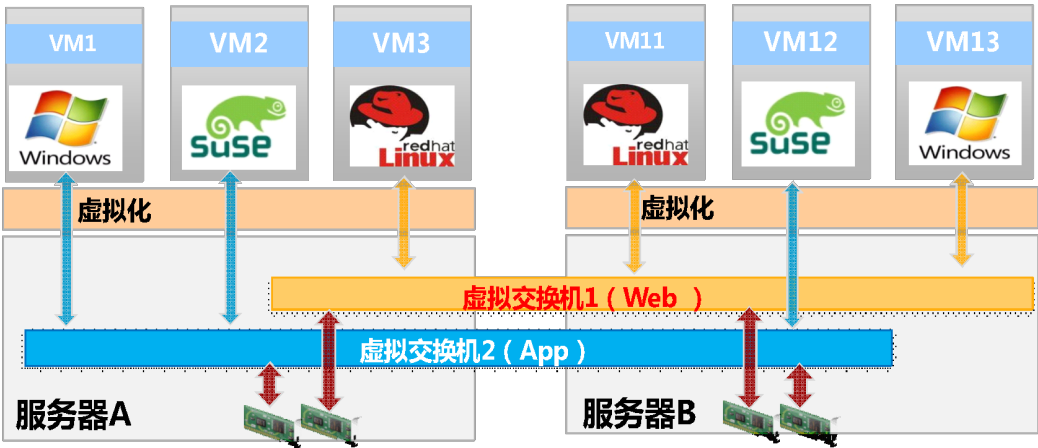 VM1
VM2
VM3
VM11
VM12
VM13
Windows
SUSE
redhat
Linux
redhat
Linux
SUSE
Windows
虚拟化
虚拟化
虚拟交换机1（Web ）
虚拟交换机2（App）
服务器A
服务器B